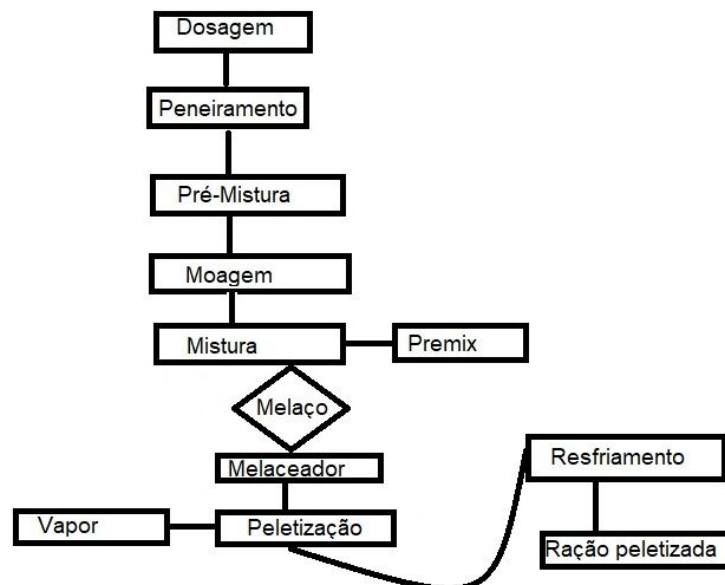 Dosagem
Peneiramento
Pré-Mistura
Moagem
Mistura
Premix
Melaço
Melaceador
Resfriamento
Vapor
Peletização
Ração peletizada